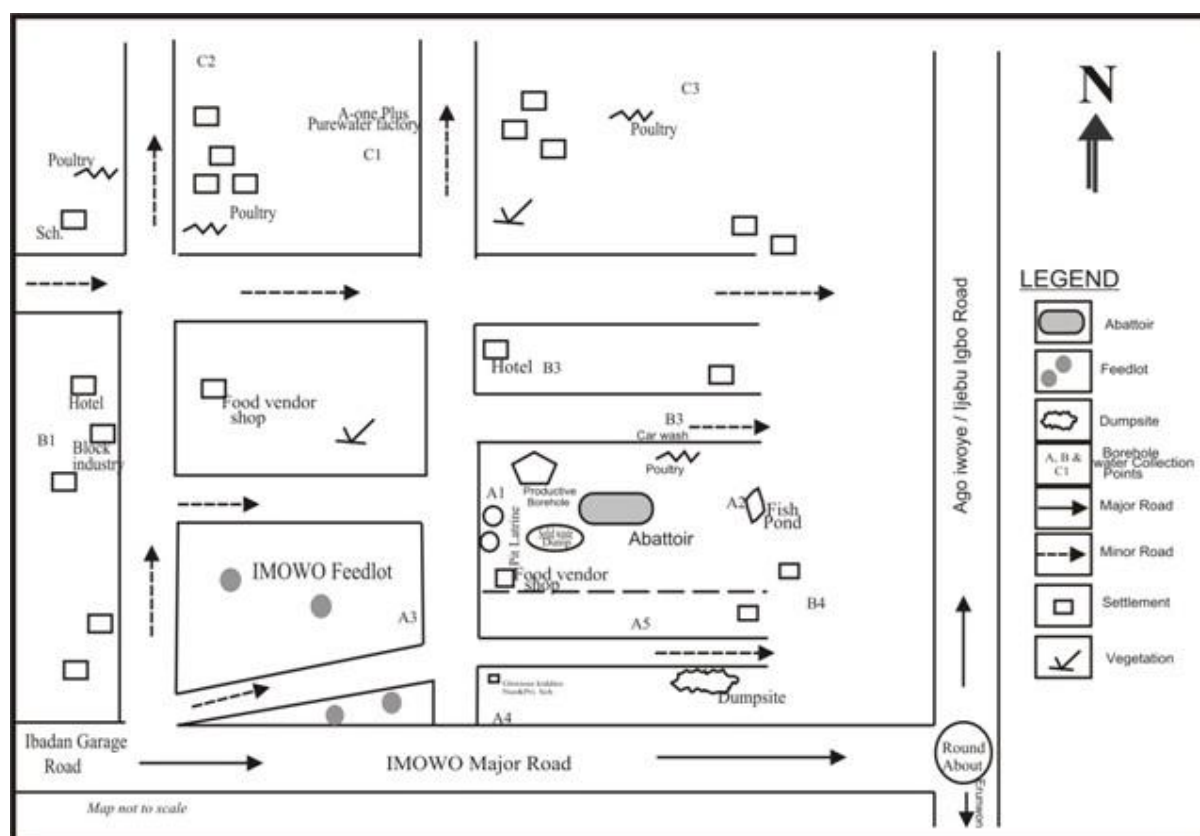 C2
C3
N
A-one Plus
Purewater factory
Poultry
C1
Poultry
Poultry
Sch.
LEGEND
Abattoir
Feedlot
Dumpsite
A, B &
C1
Borehole
water Collection
Points
Major Road
Minor Road
Settlement
Vegetation
Ago iwoye / Ijebu Igbo Road
Hotel B3
Hotel
Food vendor
shop
B1
Block
industry
B3
Car wash
Poultry
Productive
Borehole
A1
Pit Latrine
Dump
Abattoir
A2
Fish
Pond
Food vendor
shop
IMOWO Feedlot
A3
B4
A5
Dumpsite
A4
Ibadan Garage
Road
IMOWO Major Road
Round
About
Erunwon
Map not to scale